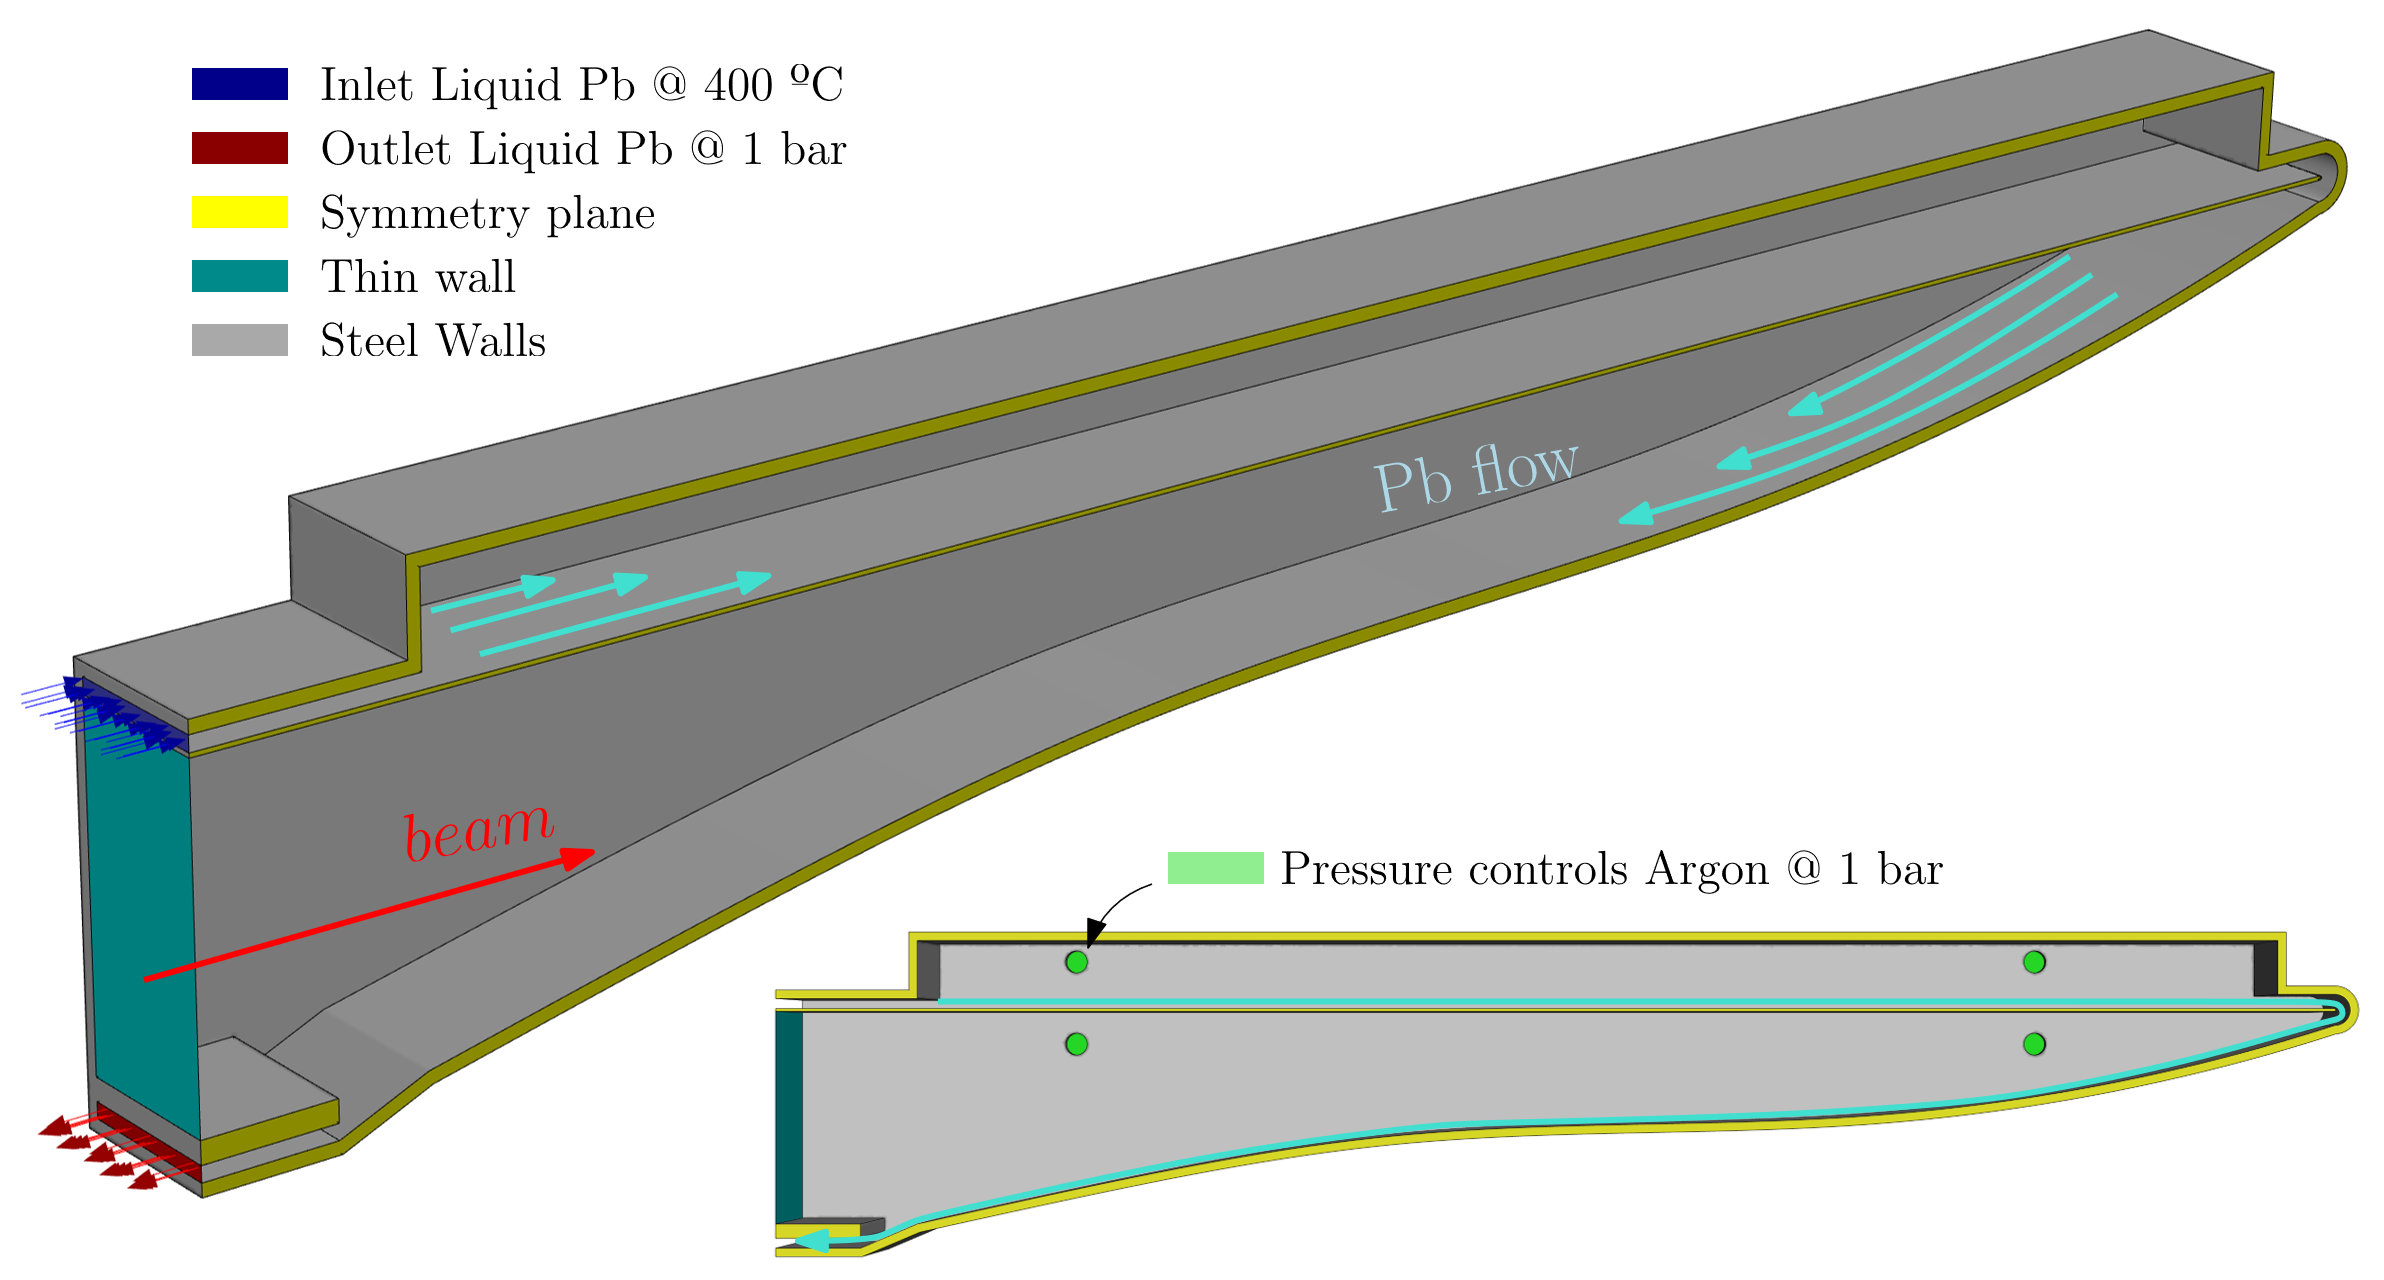 Inlet Liquid Pb @ 400 ºC
Outlet Liquid Pb @ 1 bar
Symmetry plane
Thin wall
Steel Walls
Pb flow
beam
Pressure controls Argon @ 1 bar